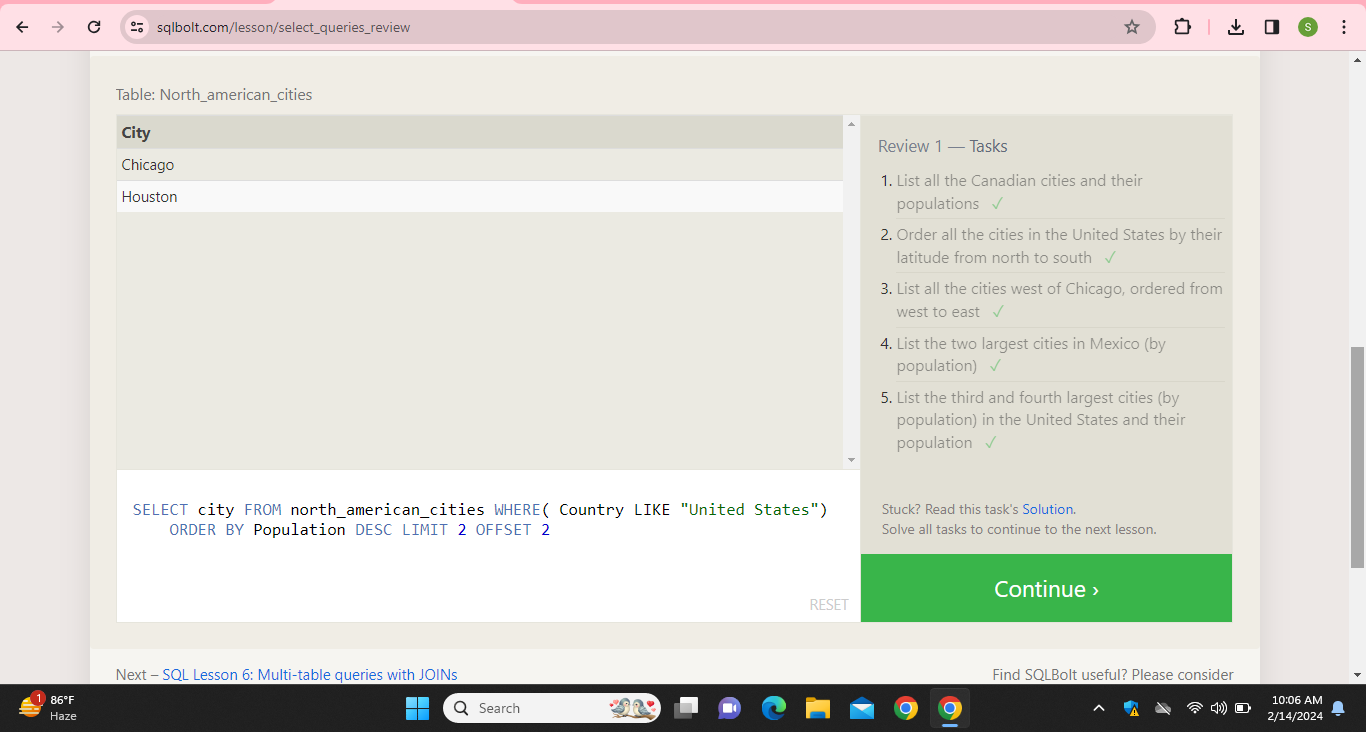 sqlbolt.com/lesson/select_queries_review
S
Table: North_american_cities
City
Chicago
Houston
Review 1 — Tasks
1. List all the Canadian cities and their
populations ✓
2. Order all the cities in the United States by their
latitude from north to south ✓
3. List all the cities west of Chicago, ordered from
west to east ✓
4. List the two largest cities in Mexico (by
population) ✓
5. List the third and fourth largest cities (by
population) in the United States and their
population ✓
SELECT city FROM north_american_cities WHERE( Country LIKE "United States")
ORDER BY Population DESC LIMIT 2 OFFSET 2
RESET
Stuck? Read this task's Solution.
Solve all tasks to continue to the next lesson.
Continue ›
Next – SQL Lesson 6: Multi-table queries with JOINs
Find SQLBolt useful? Please consider
1
86°F
Haze
Search
10:06 AM
2/14/2024